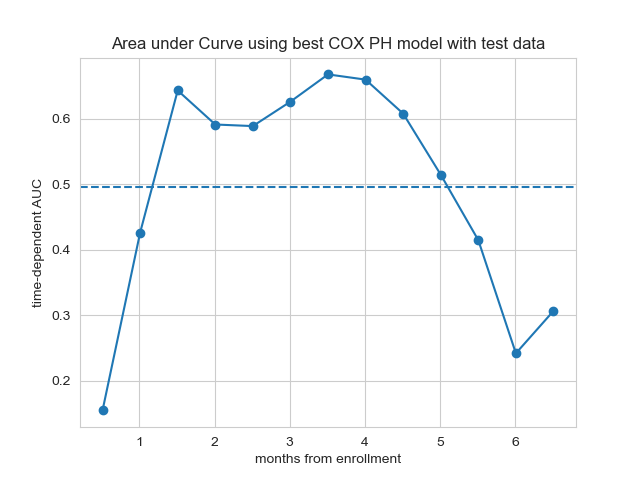 Area under Curve using best COX PH model with test data
time-dependent AUC
0.6
0.5
0.4
0.3
0.2
1 2 3 4 5 6
months from enrollment